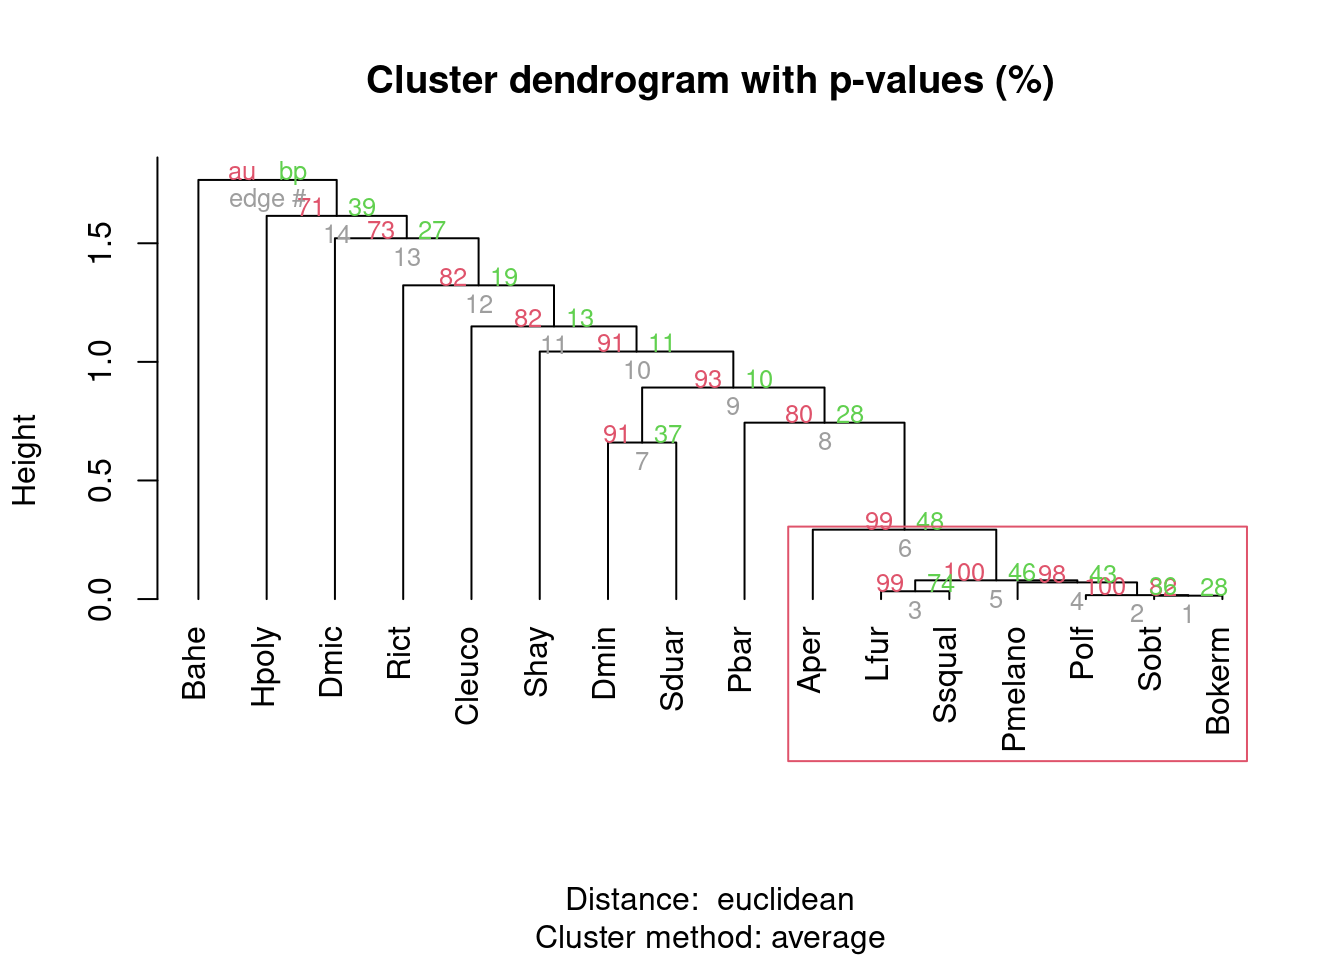 Cluster dendrogram with p-values (%)
au bp
edge #
71 39
14
73 27
13
82 19
12
82 13
11
91 11
10
93 10
9
80 28
8
91 37
7
99 48
6
100 46
5
98 43
4
99 74
3
100
2
28
1
Height
0.0 0.5 1.0 1.5
Bahe
Hpoly
Dmic
Rict
Cleuco
Shay
Dmin
Sduar
Pbar
Aper
Lfur
Ssqual
Pmelano
Polf
Sobt
Bokerm
Distance: euclidean
Cluster method: average